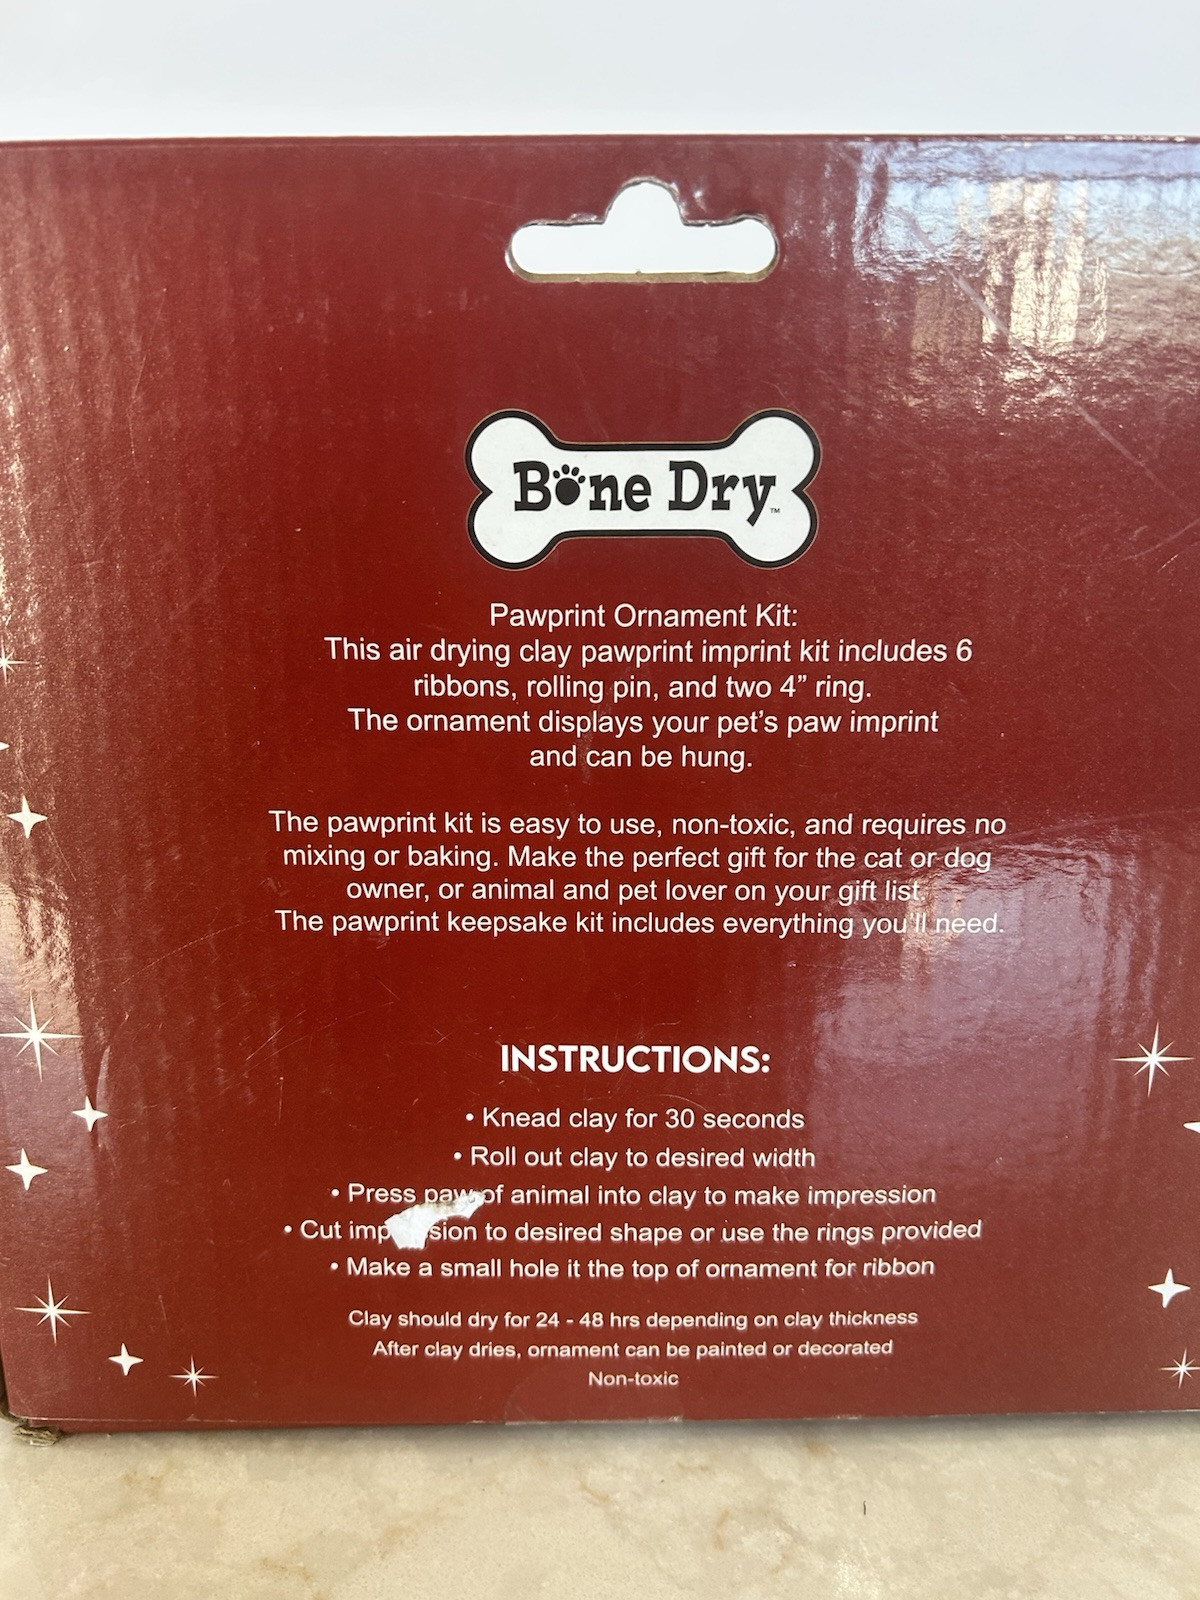 Bone Dry™
Pawprint Ornament Kit:
This air drying clay pawprint imprint kit includes 6
ribbons, rolling pin, and two 4” ring.
The ornament displays your pet’s paw imprint
and can be hung.
The pawprint kit is easy to use, non-toxic, and requires no
mixing or baking. Make the perfect gift for the cat or dog
owner, or animal and pet lover on your gift list.
The pawprint keepsake kit includes everything you'll need.
INSTRUCTIONS:
• Knead clay for 30 seconds
• Roll out clay to desired width
• Press paw of animal into clay to make impression
• Cut to desired shape or use the rings provided
• Make a small hole it the top of ornament for ribbon
Clay should dry for 24 - 48 hrs depending on clay thickness
After clay dries, ornament can be painted or decorated
Non-toxic